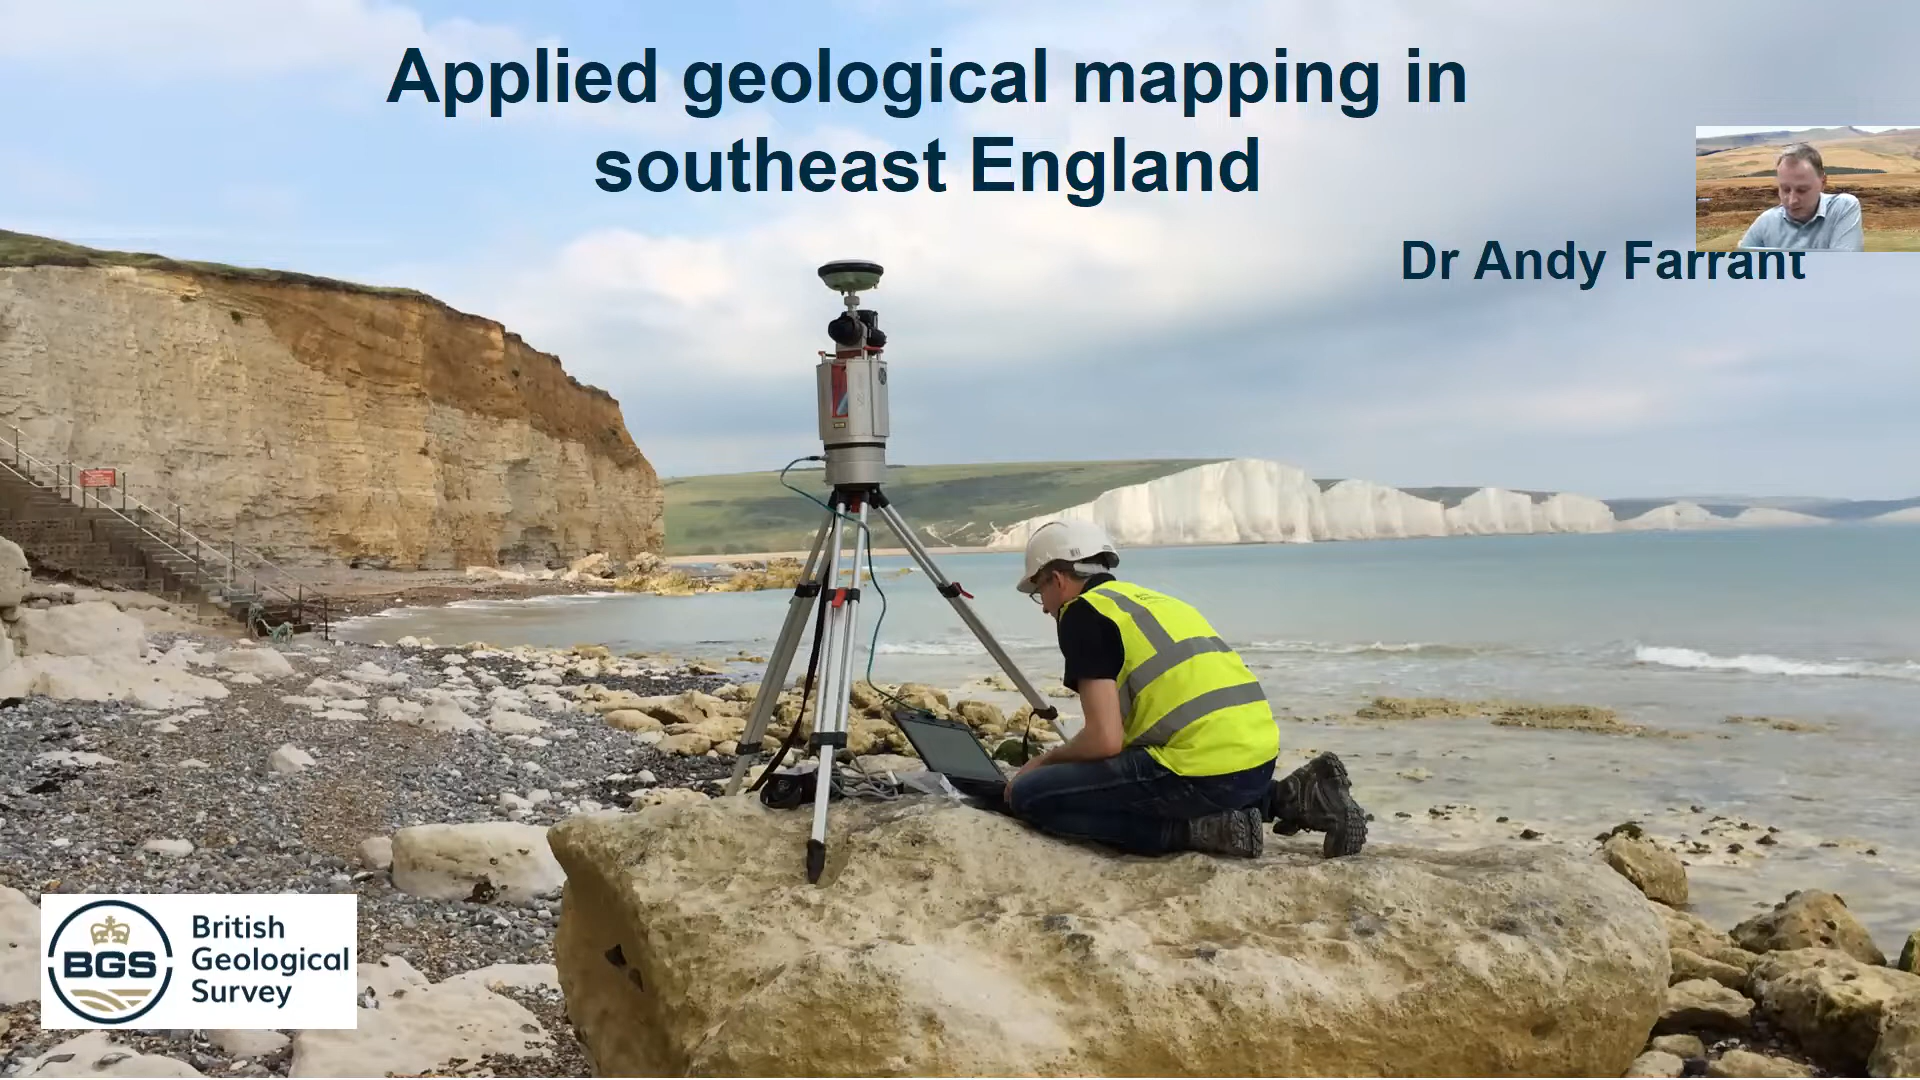 Applied geological mapping in
southeast England
Dr Andy Farrant
BGS
British
Geological
Survey